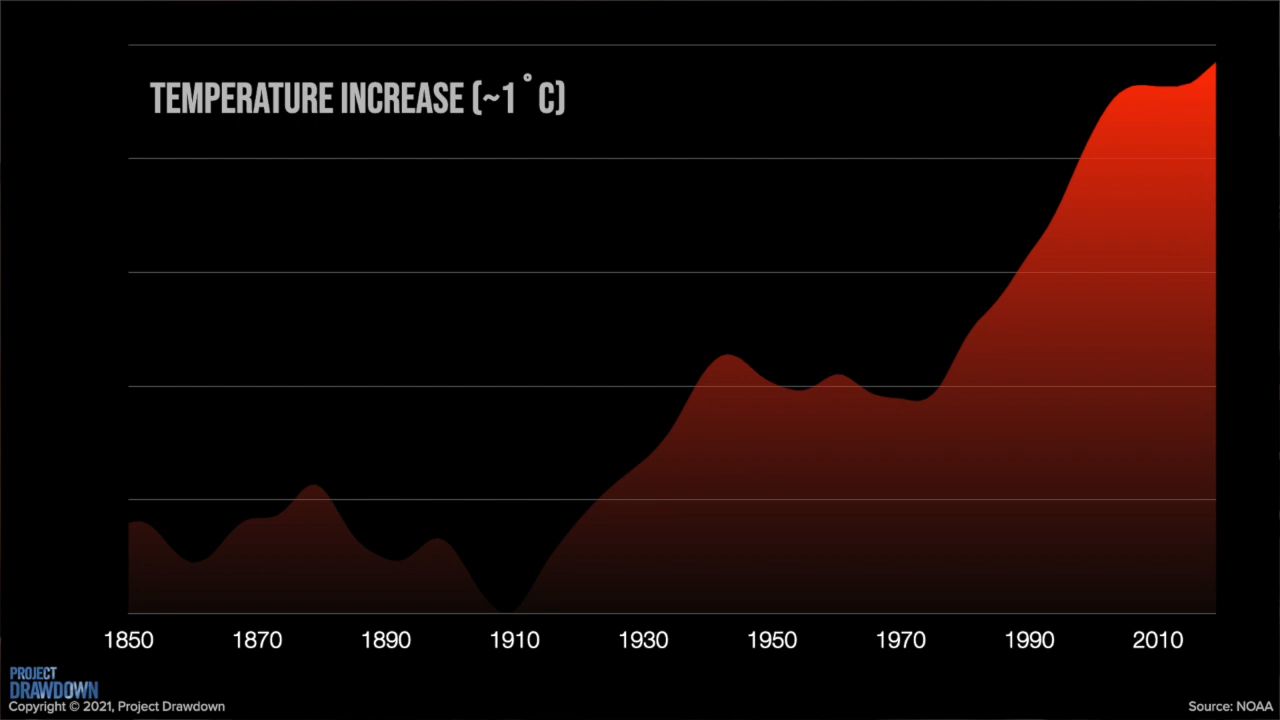 TEMPERATURE INCREASE (~1°C)
1850 1870 1890 1910 1930 1950 1970 1990 2010
PROJECT
DRAWDOWN
Copyright © 2021, Project Drawdown
Source: NOAA